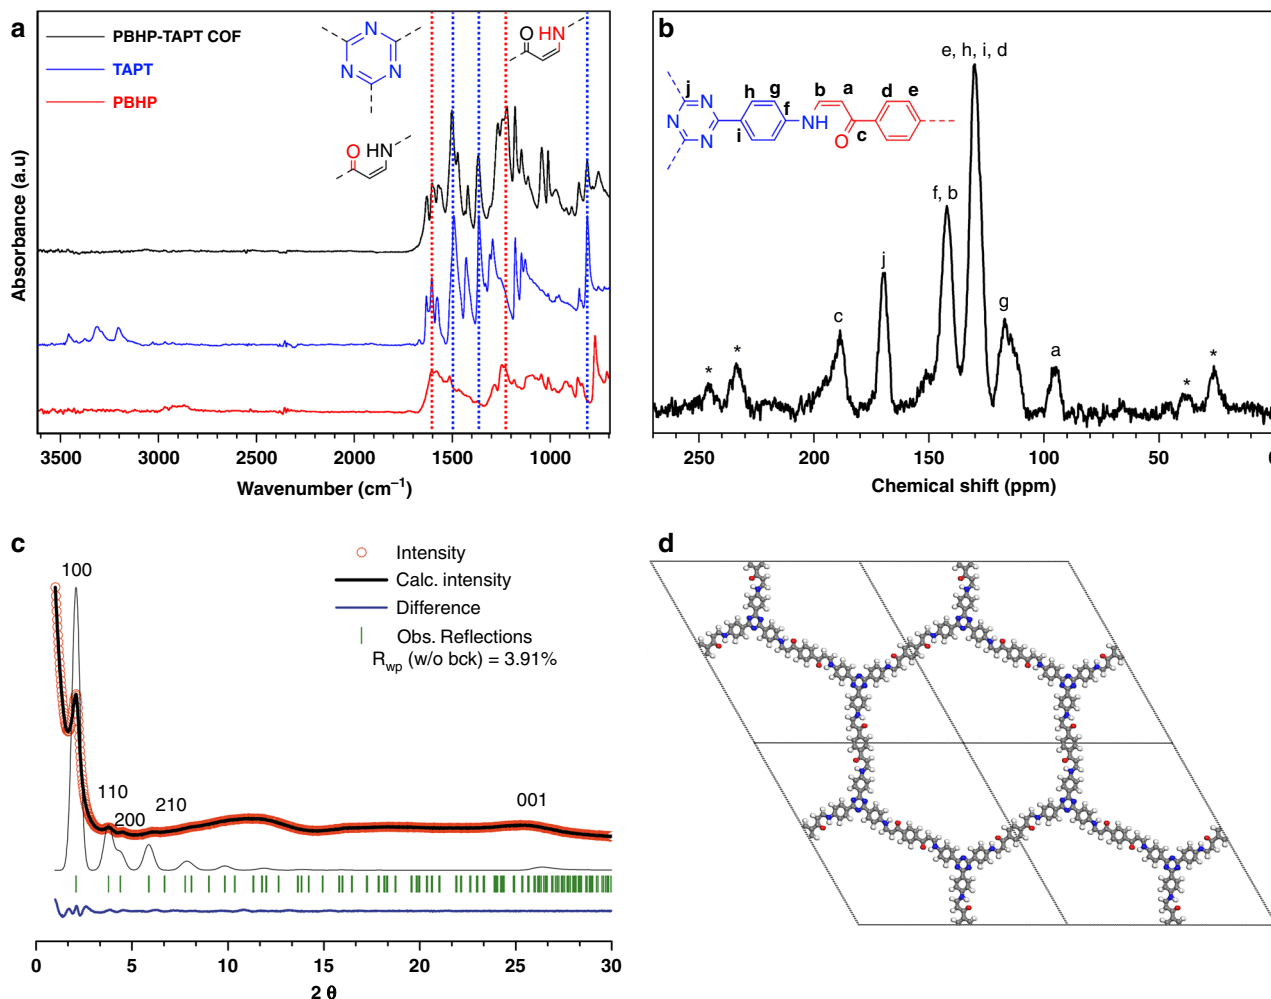 a
PBHP-TAPT COF
TAPT
PBHP
N
N
N
O
HN
O
HN
Absorbance (a.u)
3500
3000
2000
1500
1000
Wavenumber (cm⁻¹)
b
e, h, i, d
j
N
N
N
h
g
f
i
NH
b
a
c
O
d
e
f, b
j
c
g
a
*
*
*
*
250
200
150
100
50
0
Chemical shift (ppm)
c
Intensity
Calc. intensity
Difference
Obs. Reflections
Rwp (w/o bck) = 3.91%
100
110
200
210
001
0
5
10
15
20
25
30
2 θ
d